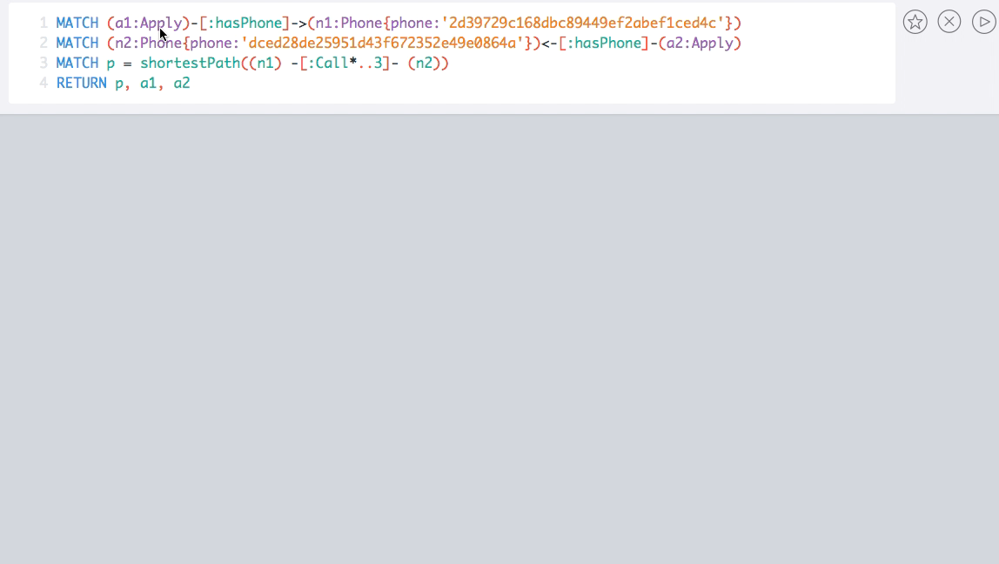 1 MATCH (a1:Apply)-[:hasPhone]->(n1:Phone{phone:'2d39729c168dbc89449ef2abef1ced4c'})
2 MATCH (n2:Phone{phone:'dced28de25951d43f672352e49e0864a'})<-[:hasPhone]-(a2:Apply)
3 MATCH p = shortestPath((n1) -[:Call*..3]- (n2))
4 RETURN p, a1, a2